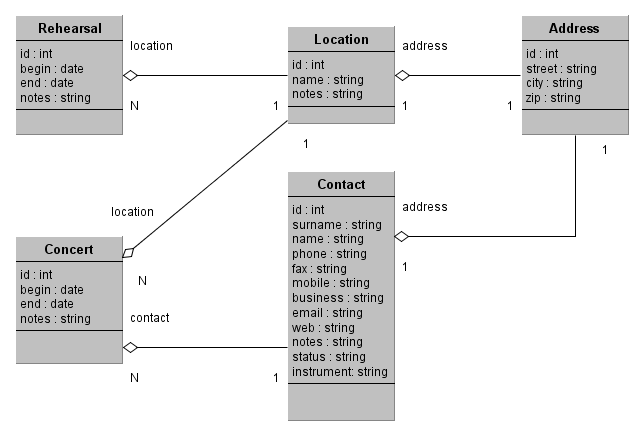 Rehearsal
id : int
begin : date
end : date
notes : string
location
N
1
Location
id : int
name : string
notes : string
address
1
1
Address
id : int
street : string
city : string
zip : string
1
1
location
N
Concert
id : int
begin : date
end : date
notes : string
contact
N
1
Contact
id : int
surname : string
name : string
phone : string
fax : string
mobile : string
business : string
email : string
web : string
notes : string
status : string
instrument: string
address
1